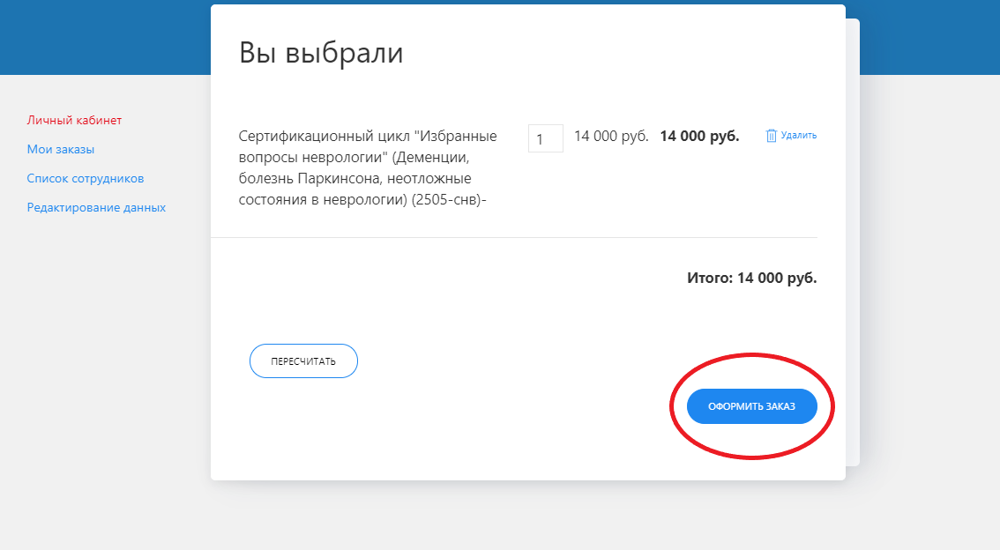 Вы выбрали
Личный кабинет
Мои заказы
Список сотрудников
Редактирование данных
Сертификационный цикл "Избранные
вопросы неврологии" (Деменции,
болезнь Паркинсона, неотложные
состояния в неврологии) (2505-снв)-
1
14 000 руб.
14 000 руб.
Удалить
Итого: 14 000 руб.
ПЕРЕСЧИТАТЬ
ОФОРМИТЬ ЗАКАЗ